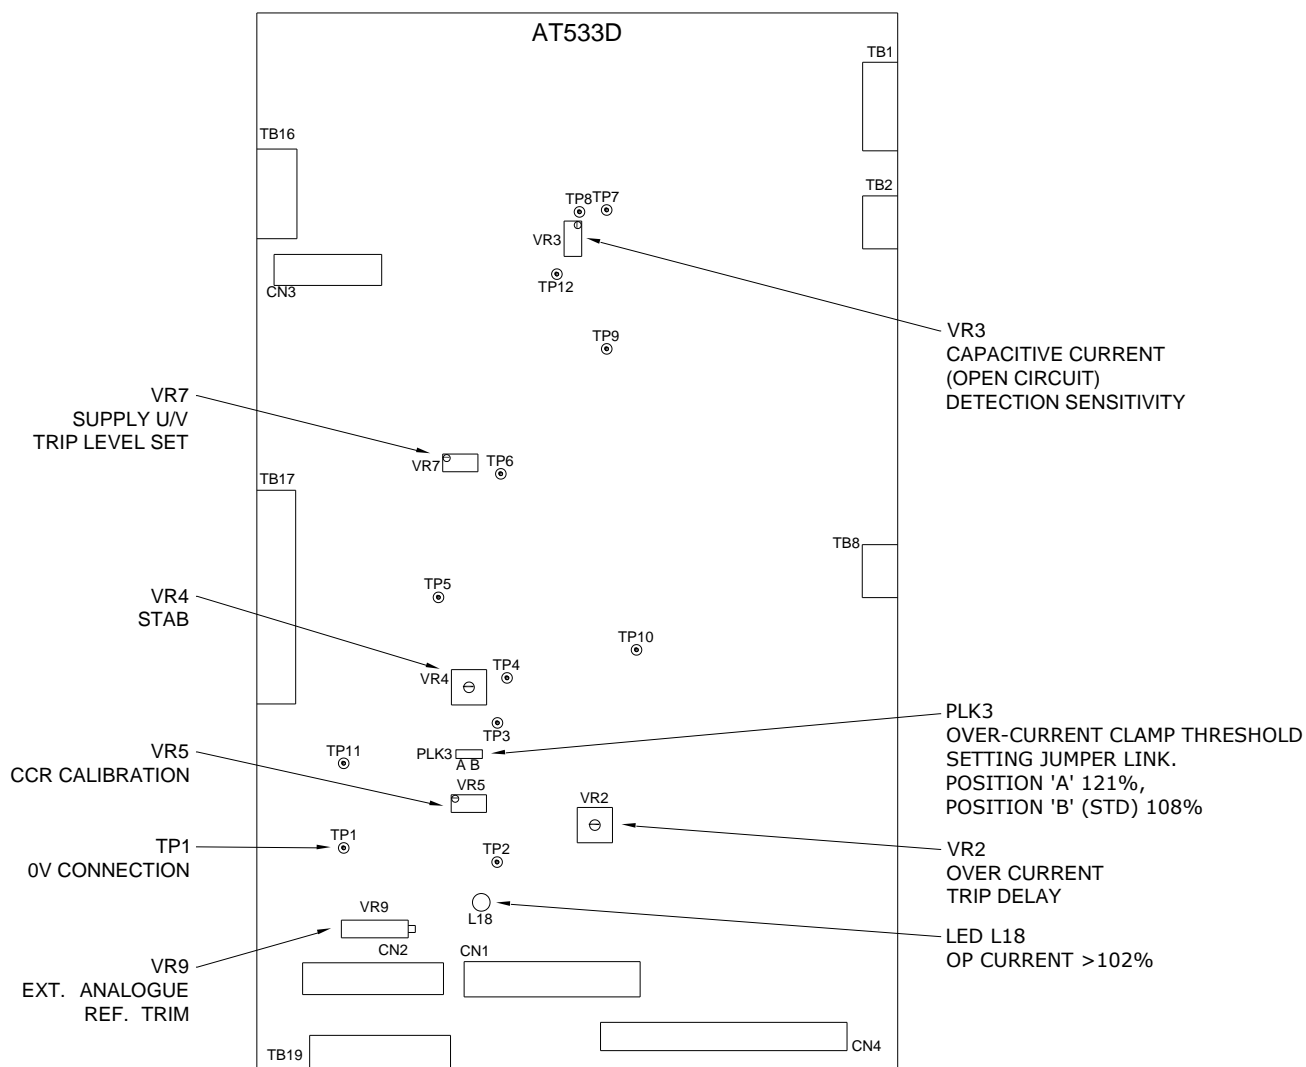 AT533D
TB1
TB16
TB2
TP8
TP7
VR3
TP12
CN3
TP9
VR3
CAPACITIVE CURRENT
(OPEN CIRCUIT)
DETECTION SENSITIVITY
VR7
SUPPLY U/V
TRIP LEVEL SET
VR7
TP6
TB17
TB8
TP5
VR4
STAB
TP10
VR4
TP4
TP3
PLK3
A B
PLK3
OVER-CURRENT CLAMP THRESHOLD
SETTING JUMPER LINK.
POSITION 'A' 121%,
POSITION 'B' (STD) 108%
VR5
CCR CALIBRATION
TP11
VR5
VR2
TP1
0V CONNECTION
TP1
TP2
VR2
OVER CURRENT
TRIP DELAY
VR9
L18
LED L18
OP CURRENT >102%
VR9
EXT. ANALOGUE
REF. TRIM
CN2
CN1
TB19
CN4